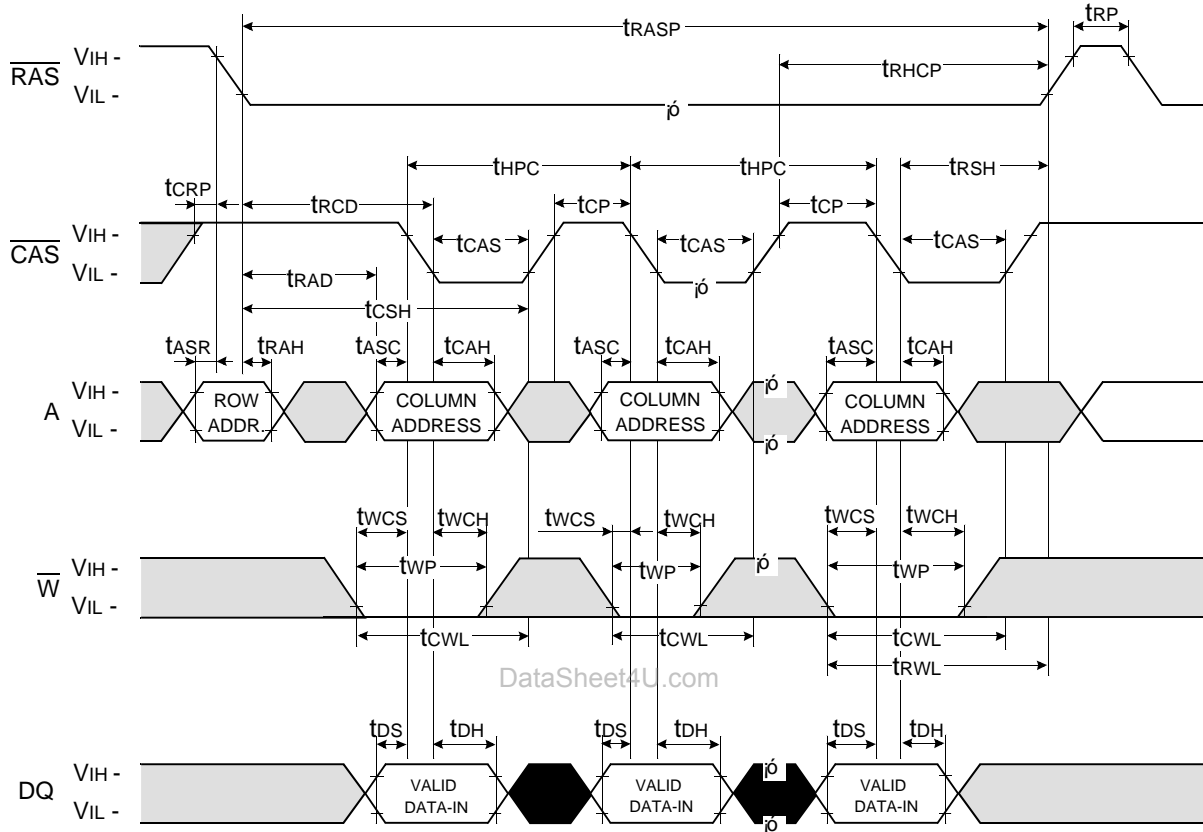 tRASP
tRP
tRHCP
RAS
VIH -
VIL -
¡ó
tHPC
tHPC
tRSH
tCRP
tRCD
tCP
tCP
CAS
VIH -
VIL -
tCAS
tCAS
tCAS
¡ó
tRAD
tCSH
tASR
tRAH
tASC
tCAH
tASC
tCAH
tASC
tCAH
A
VIH -
VIL -
ROW
ADDR.
COLUMN
ADDRESS
COLUMN
ADDRESS
¡ó
¡ó
COLUMN
ADDRESS
tWCS
tWCH
tWCS
tWCH
tWCS
tWCH
W
VIH -
VIL -
tWP
tWP
¡ó
tWP
tCWL
tCWL
tCWL
tRWL
DataSheet4U.com
tDS
tDH
tDS
tDH
tDS
tDH
DQ
VIH -
VIL -
VALID
DATA-IN
VALID
DATA-IN
¡ó
¡ó
VALID
DATA-IN